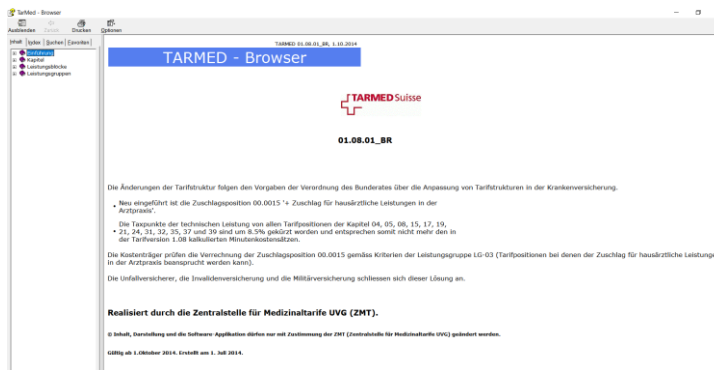 TarMed - Browser
Ausblenden Zurück Drucken Optionen
Inhalt Index Suchen Favoriten
Einführung
Kapitel
Leistungsblöcke
Leistungsgruppen
TARMED 01.08.01_BR, 1.10.2014
TARMED - Browser
TARMED Suisse
01.08.01_BR
Die Änderungen der Tarifstruktur folgen den Vorgaben der Verordnung des Bundesrates über die Anpassung von Tarifstrukturen in der Krankenversicherung.
• Neu eingeführt ist die Zuschlagsposition 00.0015 '+ Zuschlag für hausärztliche Leistungen in der
Arztpraxis'.
Die Taxpunkte der technischen Leistung von allen Tarifpositionen der Kapitel 04, 05, 08, 15, 17, 19,
• 21, 24, 31, 32, 35, 37 und 39 sind um 8.5% gekürzt worden und entsprechen somit nicht mehr den in
der Tarifversion 1.08 kalkulierten Minutenkostensätzen.
Die Kostenträger prüfen die Verrechnung der Zuschlagsposition 00.0015 gemäss Kriterien der Leistungsgruppe LG-03 (Tarifpositionen bei denen der Zuschlag für hausärztliche Leistunge
in der Arztpraxis beansprucht werden kann).
Die Unfallversicherer, die Invalidenversicherung und die Militärversicherung schliessen sich dieser Lösung an.
Realisiert durch die Zentralstelle für Medizinaltarife UVG (ZMT).
© Inhalt, Darstellung und die Software-Applikation dürfen nur mit Zustimmung der ZMT (Zentralstelle für Medizinaltarife UVG) geändert werden.
Gültig ab 1.Oktober 2014. Erstellt am 1. Juli 2014.